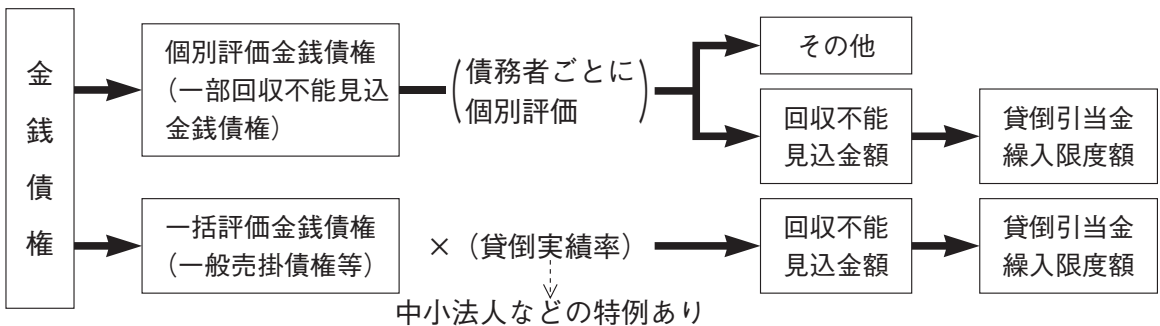 金銭債権
個別評価金銭債権
（一部回収不能見込
金銭債権）
（債務者ごとに
個別評価）
その他
回収不能
見込金額
貸倒引当金
繰入限度額
一括評価金銭債権
（一般売掛債権等）
×（貸倒実績率）
中小法人などの特例あり
回収不能
見込金額
貸倒引当金
繰入限度額